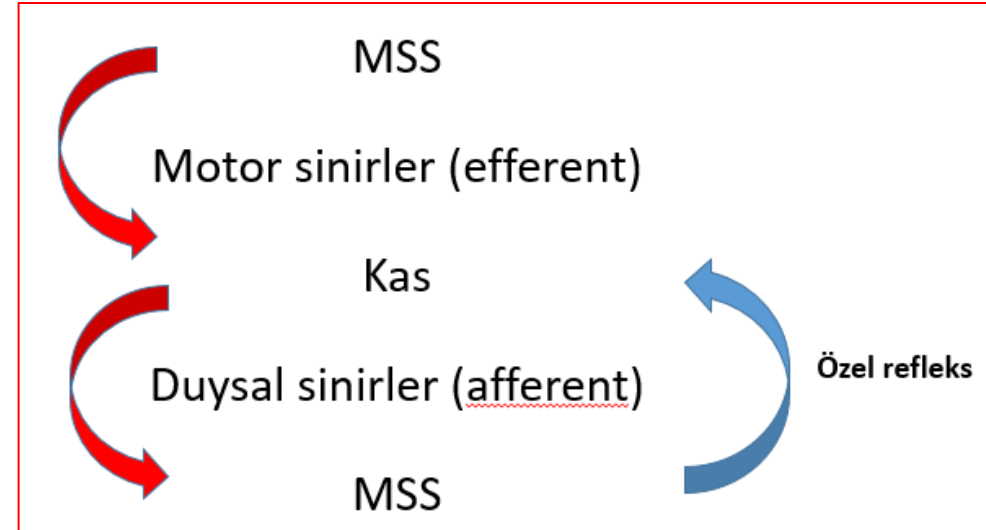 MSS
Motor sinirler (efferent)
Kas
Duysal sinirler (afferent)
Özel refleks
MSS